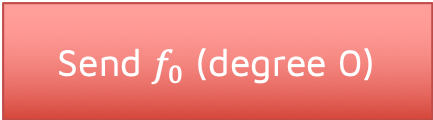 Send f₀ (degree 0)